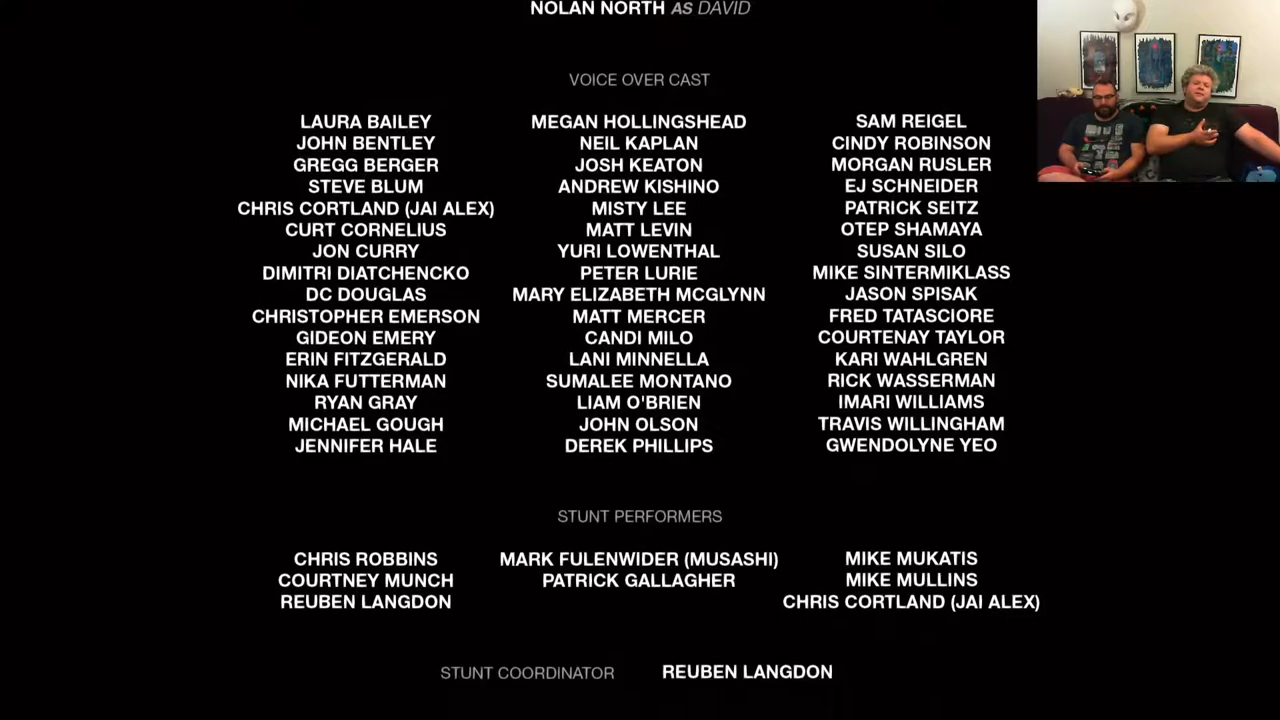 NOLAN NORTH AS DAVID
VOICE OVER CAST
LAURA BAILEY MEGAN HOLLINGSHEAD SAM REIGEL
JOHN BENTLEY NEIL KAPLAN CINDY ROBINSON
GREGG BERGER JOSH KEATON MORGAN RUSLER
STEVE BLUM ANDREW KISHINO EJ SCHNEIDER
CHRIS CORTLAND (JAI ALEX) MISTY LEE PATRICK SEITZ
CURT CORNELIUS MATT LEVIN OTEP SHAMAYA
JON CURRY YURI LOWENTHAL SUSAN SILO
DIMITRI DIATCHENCKO PETER LURIE MIKE SINTERMIKLASS
DC DOUGLAS MARY ELIZABETH MCGLYNN JASON SPISAK
CHRISTOPHER EMERSON MATT MERCER FRED TATASCIORE
GIDEON EMERY CANDI MILO COURTENAY TAYLOR
ERIN FITZGERALD LANI MINNELLA KARI WAHLGREN
NIKA FUTTERMAN SUMALEE MONTANO RICK WASSERMAN
RYAN GRAY LIAM O'BRIEN IMARI WILLIAMS
MICHAEL GOUGH JOHN OLSON TRAVIS WILLINGHAM
JENNIFER HALE DEREK PHILLIPS GWENDOLYNE YEO
STUNT PERFORMERS
CHRIS ROBBINS MARK FULENWIDER (MUSASHI) MIKE MUKATIS
COURTNEY MUNCH PATRICK GALLAGHER MIKE MULLINS
REUBEN LANGDON CHRIS CORTLAND (JAI ALEX)
STUNT COORDINATOR REUBEN LANGDON